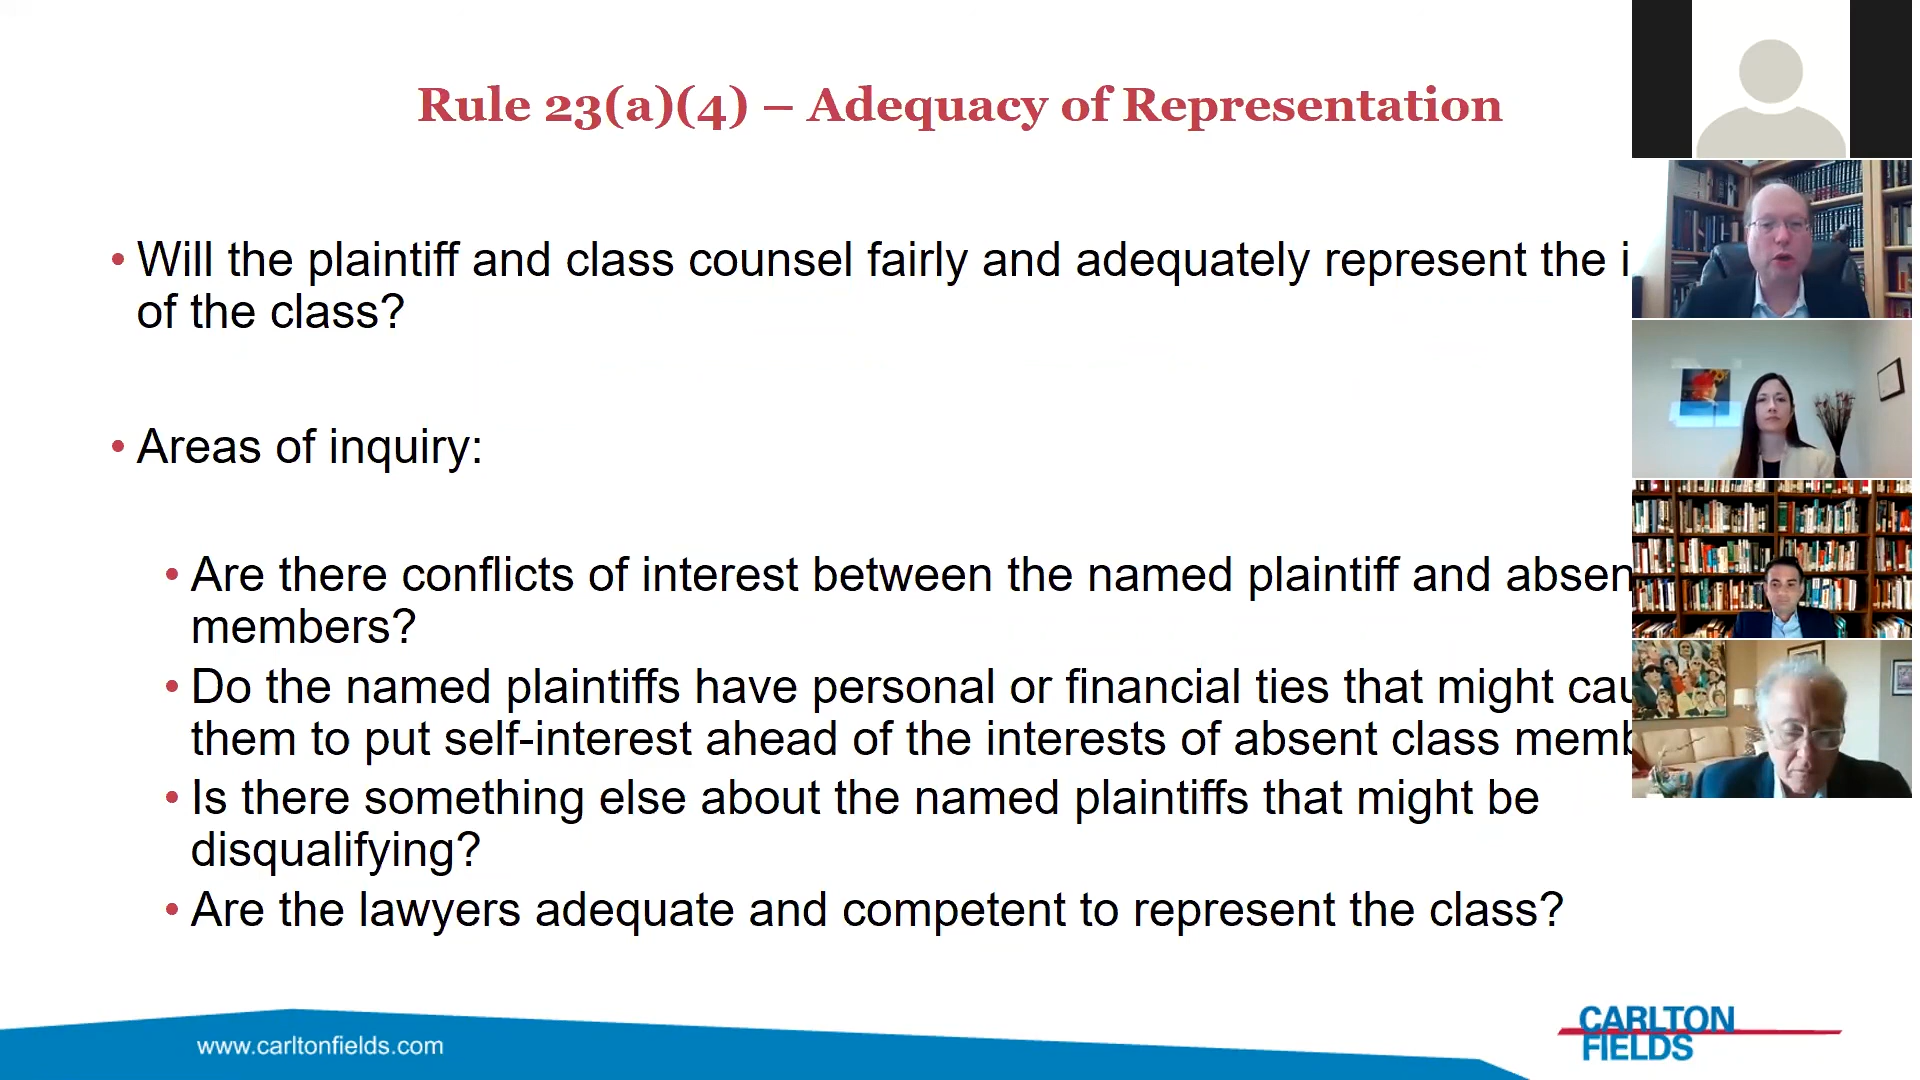 Rule 23(a)(4) – Adequacy of Representation
• Will the plaintiff and class counsel fairly and adequately represent the
of the class?
• Areas of inquiry:
• Are there conflicts of interest between the named plaintiff and
members?
• Do the named plaintiffs have personal or financial ties that might
them to put self-interest ahead of the interests of absent class
• Is there something else about the named plaintiffs that might be
disqualifying?
• Are the lawyers adequate and competent to represent the class?
www.carltonfields.com
CARLTON
FIELDS